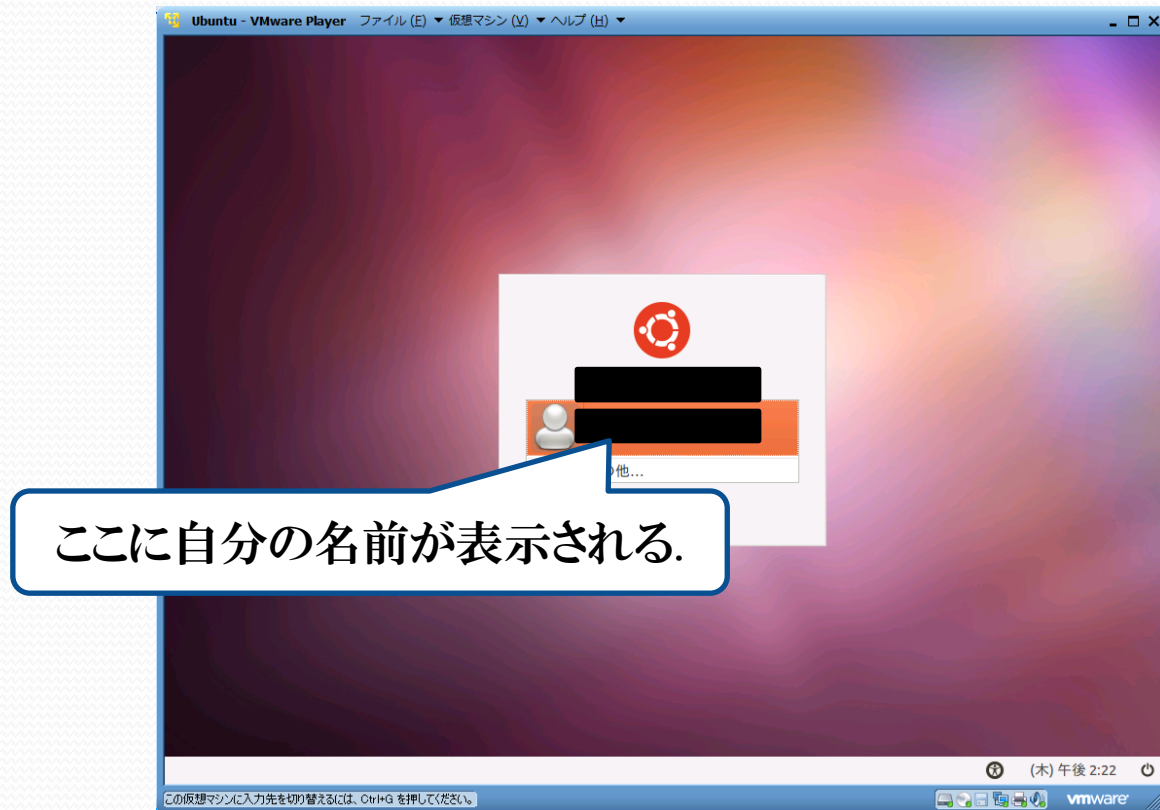 Ubuntu - VMware Player ファイル (F) ▼ 仮想マシン (V) ▼ ヘルプ (H) ▼
他...
ここに自分の名前が表示される.
(木) 午後 2:22
この仮想マシンに入力先を切り替えるには、Ctrl+G を押してください。
vmware